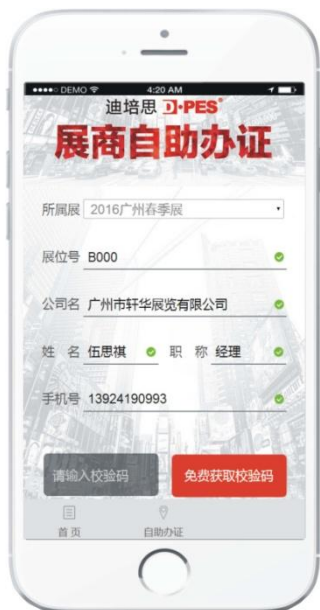 DEMO 4:20 AM
迪培思 D·PES®
展商自助办证
所属展 2016广州春季展
展位号 B000
公司名 广州市轩华展览有限公司
姓 名 伍思祺 职 称 经理
手机号 13924190993
请输入校验码 免费获取校验码
首页 自助办证